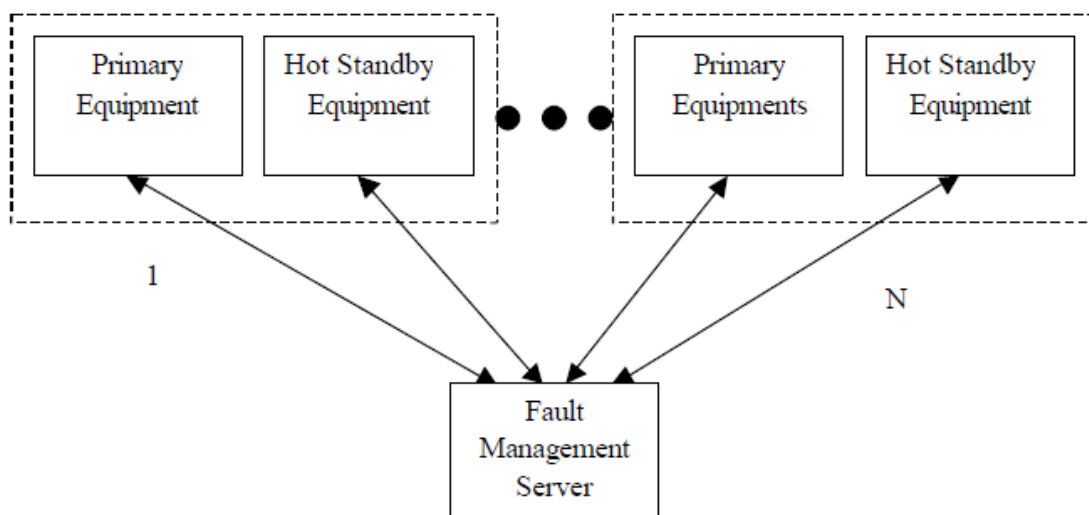 Primary
Equipment
Hot Standby
Equipment
Primary
Equipments
Hot Standby
Equipment
1
N
Fault
Management
Server